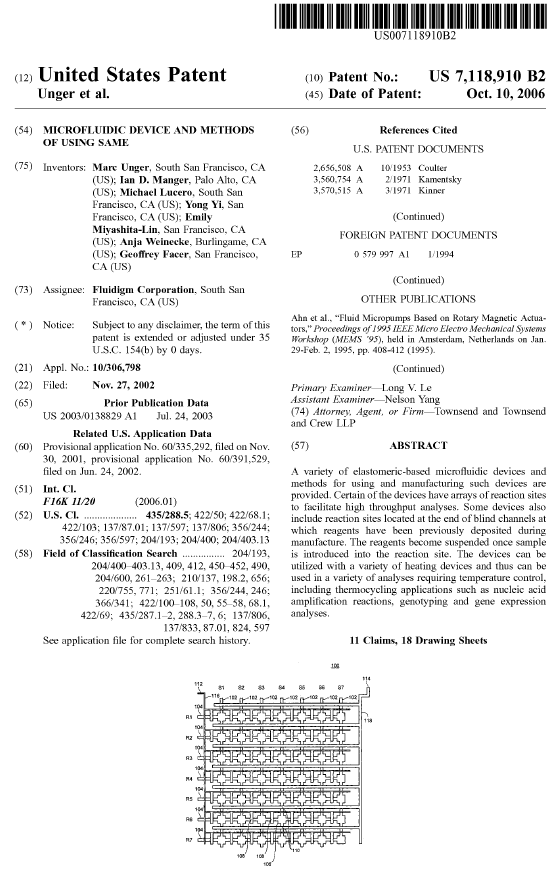 US007118910B2
(12) United States Patent
Unger et al.
(10) Patent No.: US 7,118,910 B2
(45) Date of Patent: Oct. 10, 2006
(54) MICROFLUIDIC DEVICE AND METHODS
OF USING SAME
(75) Inventors: Marc Unger, South San Francisco, CA
(US); Ian D. Manger, Palo Alto, CA
(US); Michael Lucero, South San
Francisco, CA (US); Yong Yi, San
Francisco, CA (US); Emily
Miyashita-Lin, San Francisco, CA (US);
Anja Weinecke, Burlingame, CA
(US); Geoffrey Facer, San Francisco,
CA (US)
(73) Assignee: Fluidigm Corporation, South San
Francisco, CA (US)
( * ) Notice: Subject to any disclaimer, the term of this
patent is extended or adjusted under 35
U.S.C. 154(b) by 0 days.
(21) Appl. No.: 10/306,798
(22) Filed: Nov. 27, 2002
(65) Prior Publication Data
US 2003/0138829 A1 Jul. 24, 2003
Related U.S. Application Data
(60) Provisional application No. 60/335,292, filed on Nov.
30, 2001, provisional application No. 60/391,529,
filed on Jun. 24, 2002.
(51) Int. Cl.
F16K 11/20 (2006.01)
(52) U.S. Cl. .................... 435/288.5; 422/50; 422/68.1;
422/103; 137/87.01; 137/597; 137/806; 356/244;
356/246; 356/597; 204/193; 204/400; 204/403.13
(58) Field of Classification Search ................ 204/193,
204/400-403.13, 409, 412, 450-452, 490,
204/600, 261-263; 210/137, 198.2, 656;
220/755, 771; 251/61.1; 356/244, 246,
366/341; 422/100-108, 50, 55-58, 68.1,
422/69; 435/287.1-2, 288.3-7, 6; 137/806,
137/833, 87.01, 824, 597
See application file for complete search history.
(56) References Cited
U.S. PATENT DOCUMENTS
2,656,508 A 10/1953 Coulter
3,560,754 A 2/1971 Kamentsky
3,570,515 A 3/1971 Kinner
(Continued)
FOREIGN PATENT DOCUMENTS
EP 0 579 997 A1 1/1994
(Continued)
OTHER PUBLICATIONS
Ahn et al., "Fluid Micropumps Based on Rotary Magnetic Actua-
tors," Proceedings of 1995 IEEE Micro Electro Mechanical Systems
Workshop (MEMS '95), held in Amsterdam, Netherlands on Jan.
29-Feb. 2, 1995, pp. 408-412 (1995).
(Continued)
Primary Examiner—Long V. Le
Assistant Examiner—Nelson Yang
(74) Attorney, Agent, or Firm—Townsend and Townsend
and Crew LLP
(57) ABSTRACT
A variety of elastomeric-based microfluidic devices and
methods for using and manufacturing such devices are
provided. Certain of the devices have arrays of reaction sites
to facilitate high throughput analyses. Some devices also
include reaction sites located at the end of blind channels at
which reagents have been previously deposited during
manufacture. The reagents become suspended once sample
is introduced into the reaction site. The devices can be
utilized with a variety of heating devices and thus can be
used in a variety of analyses requiring temperature control,
including thermocycling applications such as nucleic acid
amplification reactions, genotyping and gene expression
analyses.
11 Claims, 18 Drawing Sheets
100
112 S1 S2 S3 S4 S5 S6 S7 114
116 102 102 102 102 102 102 102
118
104
R1
104
R2
104
R3
104
R4
104
R5
104
R6
104
R7
110